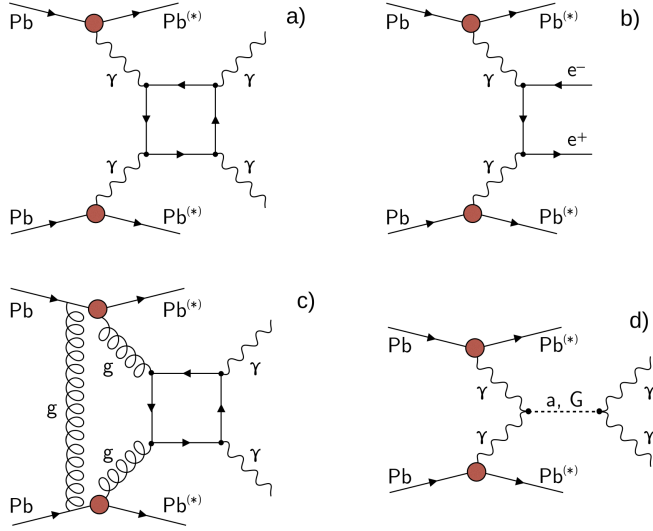 a)
Pb Pb(*)
γ γ
γ γ
Pb Pb(*)
b)
Pb Pb(*)
γ e−
γ e+
Pb Pb(*)
c)
Pb Pb(*)
g γ
g
g γ
Pb Pb(*)
d)
Pb Pb(*)
γ γ
a, G
γ γ
Pb Pb(*)